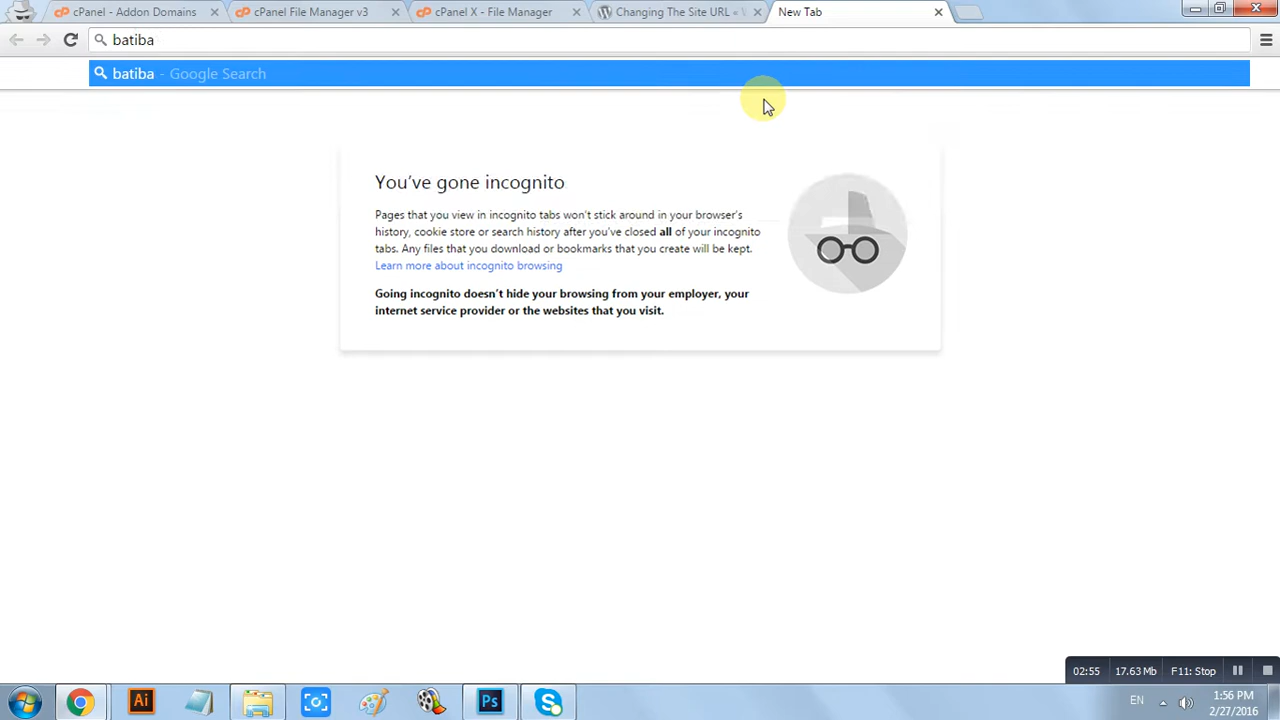 cPanel - Addon Domains
cPanel File Manager v3
cPanel X - File Manager
Changing The Site URL «
New Tab
batiba
batiba - Google Search
You've gone incognito
Pages that you view in incognito tabs won't stick around in your browser's
history, cookie store or search history after you've closed all of your incognito
tabs. Any files that you download or bookmarks that you create will be kept.
Learn more about incognito browsing
Going incognito doesn't hide your browsing from your employer, your
internet service provider or the websites that you visit.
02:55 17.63 Mb F11: Stop
Ai
Ps
EN
1:56 PM
2/27/2016